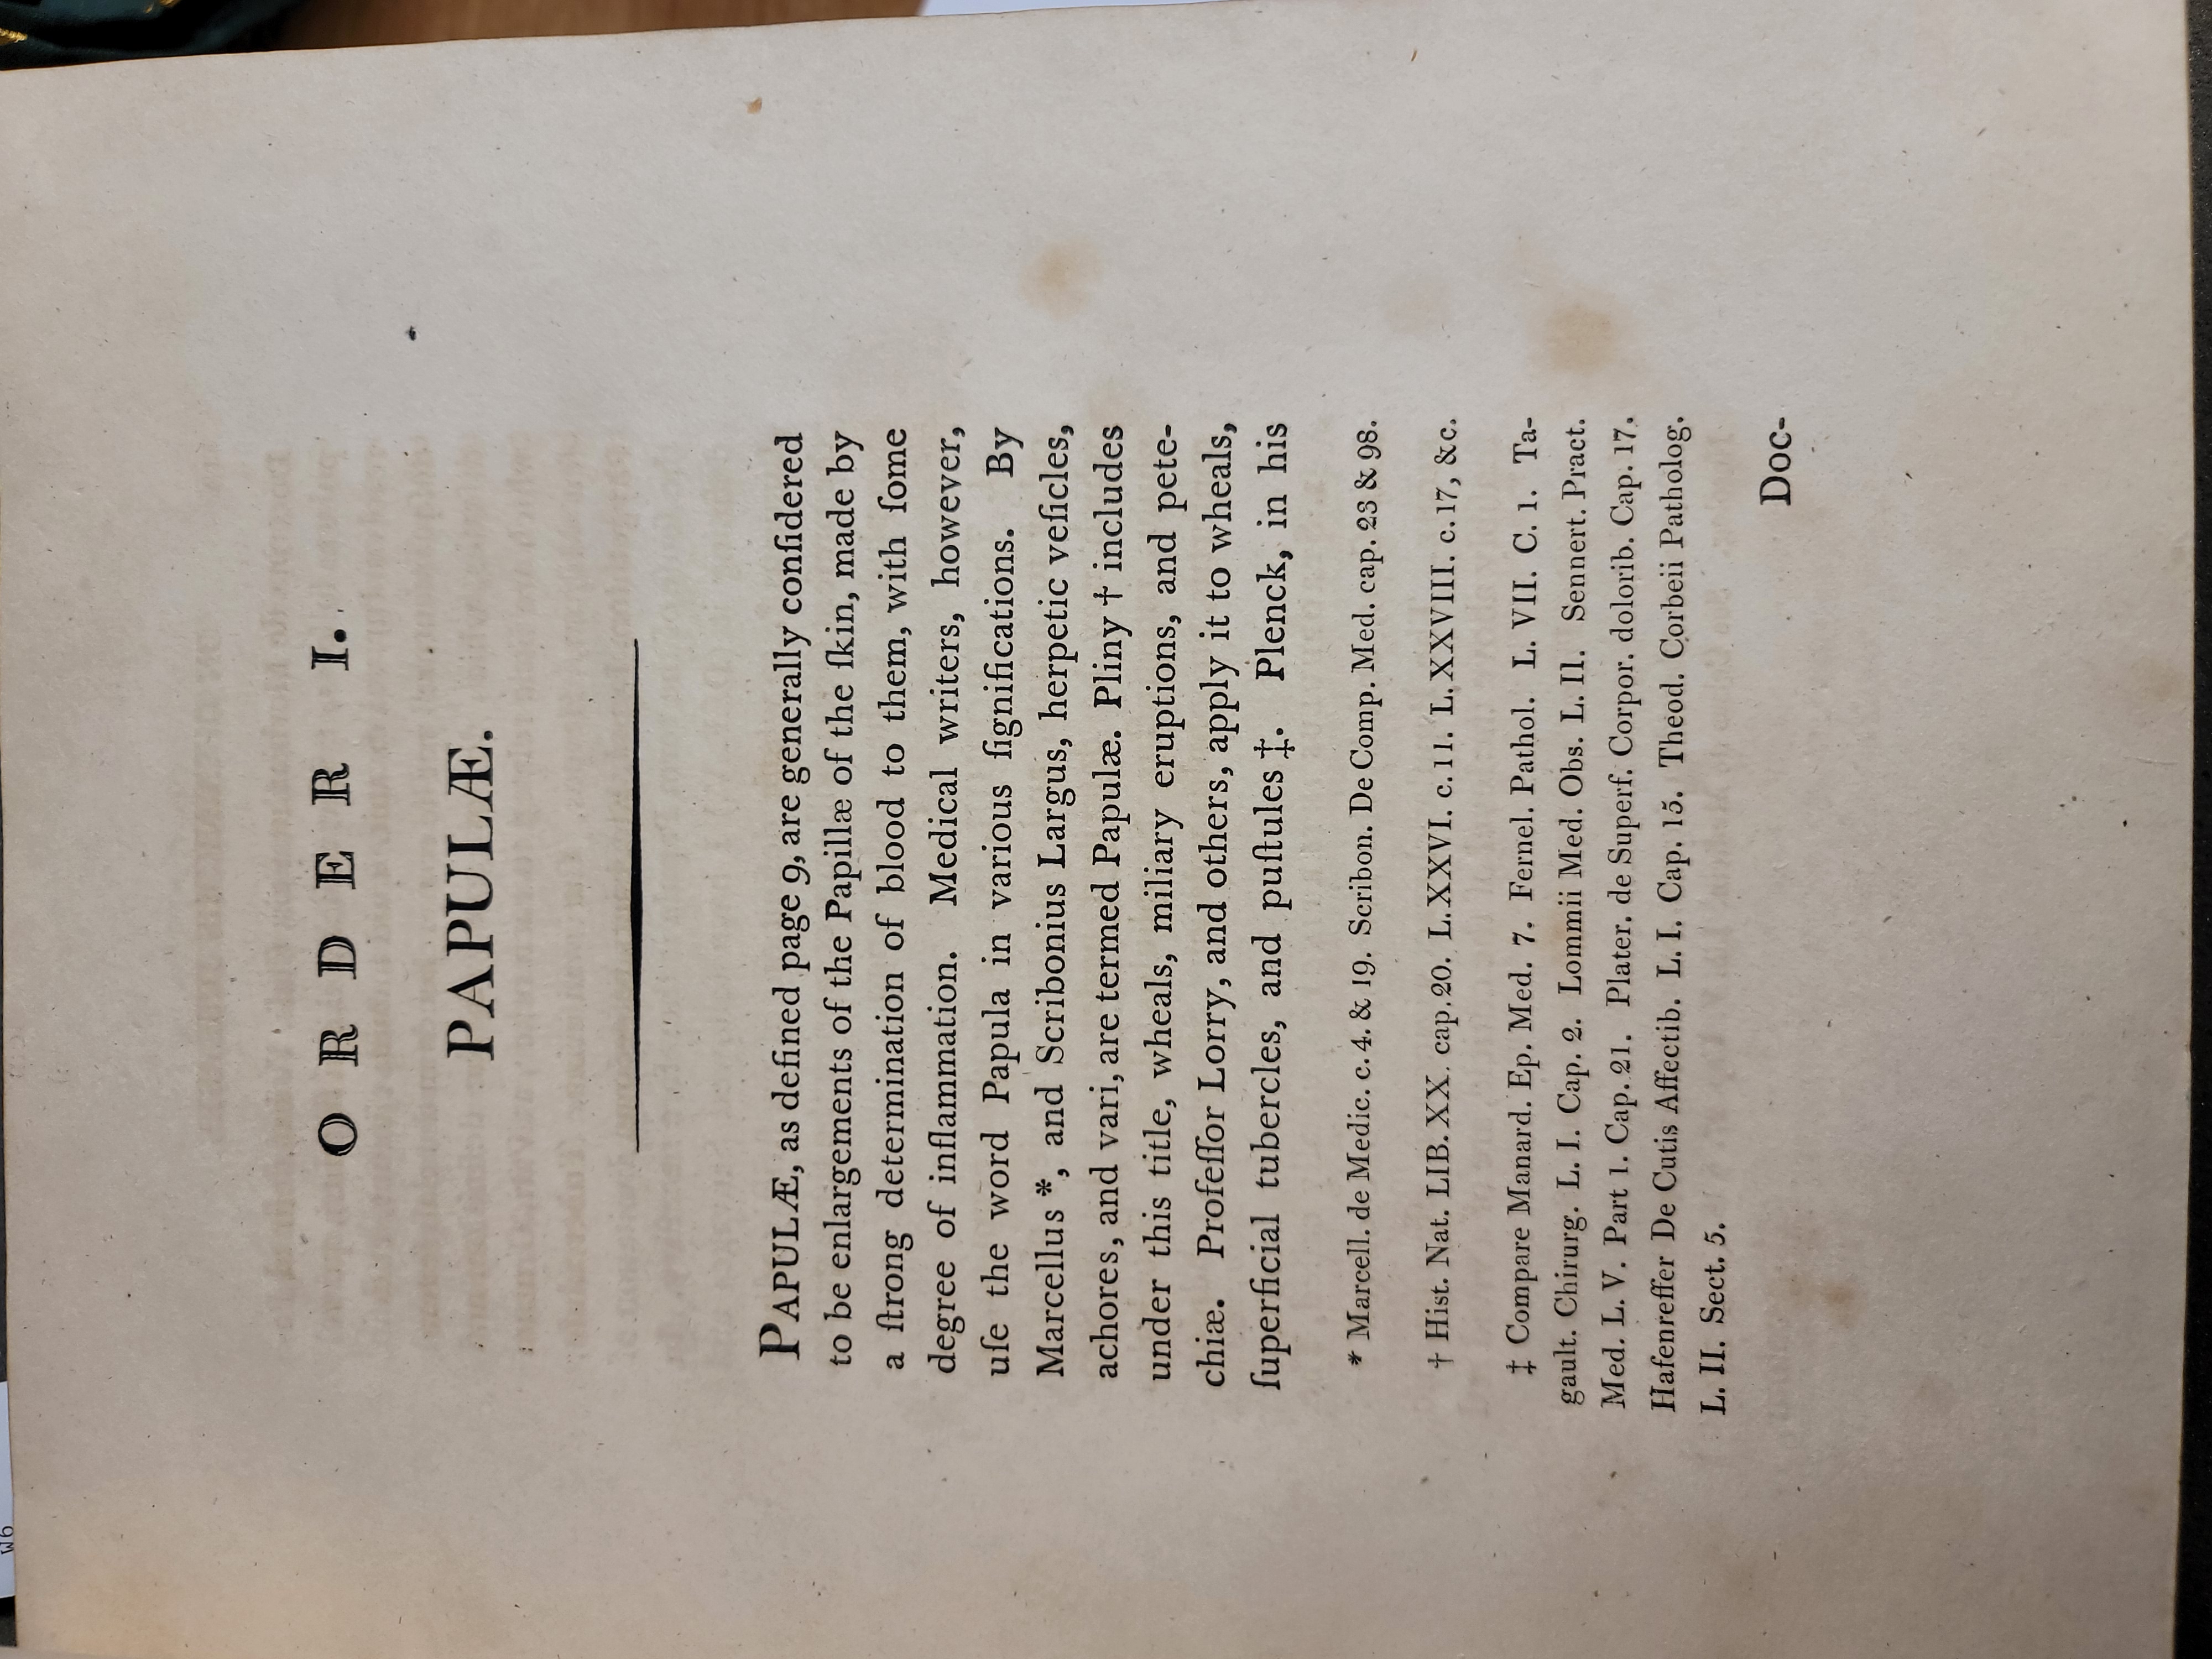 W6
ORDER I.
PAPULÆ.
PAPULÆ, as defined page 9, are generally conſidered
to be enlargements of the Papillæ of the ſkin, made by
a ſtrong determination of blood to them, with ſome
degree of inflammation. Medical writers, however,
uſe the word Papula in various ſignifications. By
Marcellus *, and Scribonius Largus, herpetic veſicles,
achores, and vari, are termed Papulæ. Pliny † includes
under this title, wheals, miliary eruptions, and pete-
chiæ. Profeſſor Lorry, and others, apply it to wheals,
ſuperficial tubercles, and puſtules ‡. Plenck, in his
* Marcell. de Medic. c. 4. & 19. Scribon. De Comp. Med. cap. 23 & 98.
† Hist. Nat. LIB. XX. cap. 20. L. XXVI. c. 11. L. XXVIII. c. 17, &c.
‡ Compare Manard. Ep. Med. 7. Fernel. Pathol. L. VII. C. 1. Ta-
gault. Chirurg. L. I. Cap. 2. Lommii Med. Obs. L. II. Sennert. Pract.
Med. L. V. Part 1. Cap. 21. Plater. de Superf. Corpor. dolorib. Cap. 17.
Hafenreffer De Cutis Affectib. L. I. Cap. 15. Theod. Corbeii Patholog.
L. II. Sect. 5.
Doc-